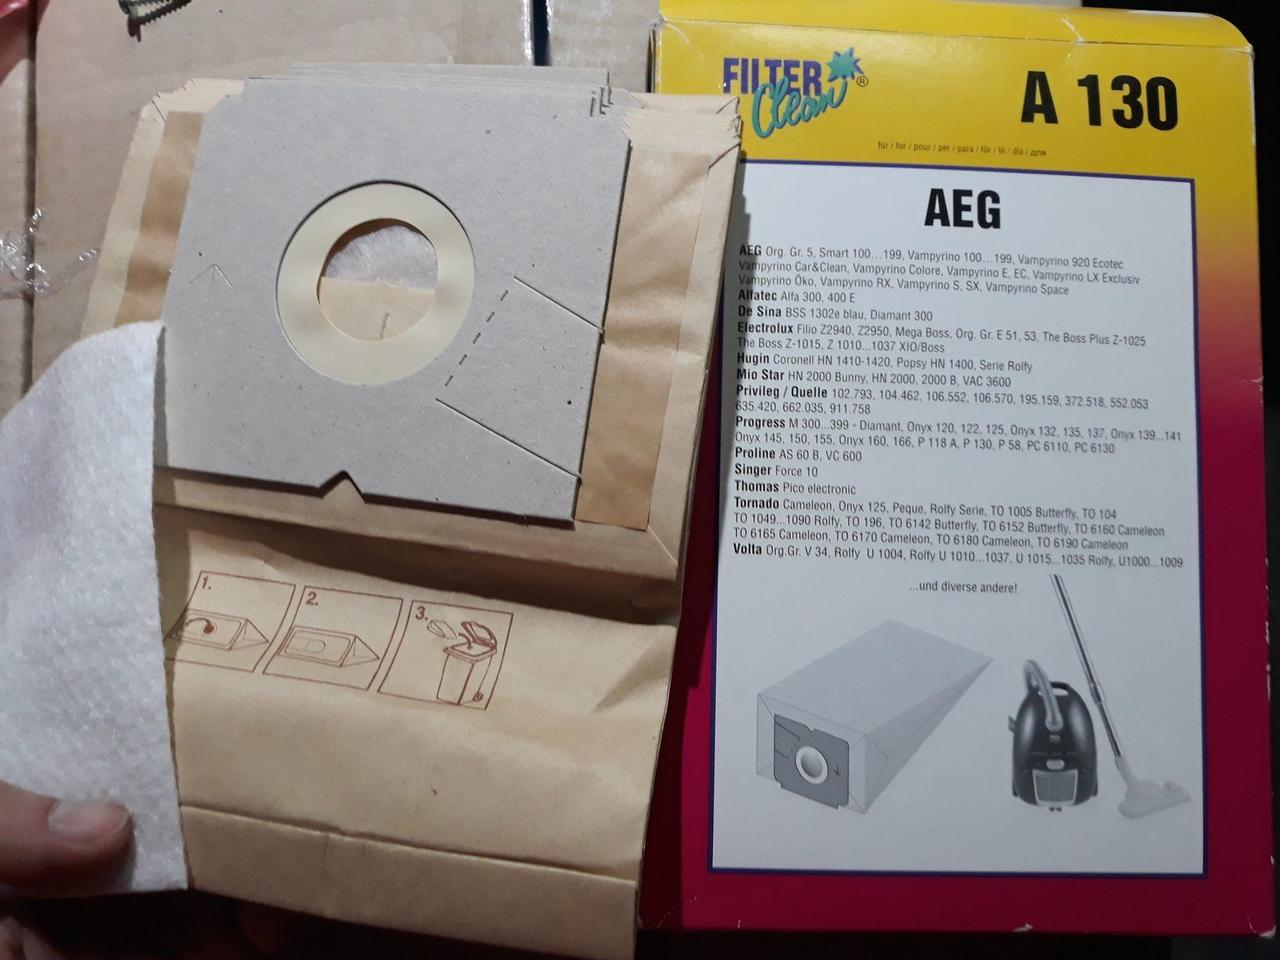 FILTER
Clean®
A 130
für / for / pour / per / para / för / til / dla / для
AEG
AEG Org. Gr. 5, Smart 100...199, Vampyrino 100...199, Vampyrino 920 Ecotec
Vampyrino Car&Clean, Vampyrino Colore, Vampyrino E, EC, Vampyrino LX Exclusiv
Vampyrino Öko, Vampyrino RX, Vampyrino S, SX, Vampyrino Space
Alfatec Alfa 300, 400 E
De Sina BSS 1302e blau, Diamant 300
Electrolux Filio Z2940, Z2950, Mega Boss, Org. Gr. E 51, 53, The Boss Plus Z-1025
The Boss Z-1015, Z 1010...1037 XIO/Boss
Hugin Coronell HN 1410-1420, Popsy HN 1400, Serie Rolfy
Mio Star HN 2000 Bunny, HN 2000, 2000 B, VAC 3600
Privileg / Quelle 102.793, 104.462, 106.552, 106.570, 195.159, 372.518, 552.053
635.420, 662.035, 911.758
Progress M 300...399 - Diamant, Onyx 120, 122, 125, Onyx 132, 135, 137, Onyx 139...141
Onyx 145, 150, 155, Onyx 160, 166, P 118 A, P 130, P 58, PC 6110, PC 6130
Proline AS 60 B, VC 600
Singer Force 10
Thomas Pico electronic
Tornado Cameleon, Onyx 125, Peque, Rolfy Serie, TO 1005 Butterfly, TO 104
TO 1049...1090 Rolfy, TO 196, TO 6142 Butterfly, TO 6152 Butterfly, TO 6160 Cameleon
TO 6165 Cameleon, TO 6170 Cameleon, TO 6180 Cameleon, TO 6190 Cameleon
Volta Org.Gr. V 34, Rolfy U 1004, Rolfy U 1010...1037, U 1015...1035 Rolfy, U1000...1009
...und diverse andere!
1.
2.
3.